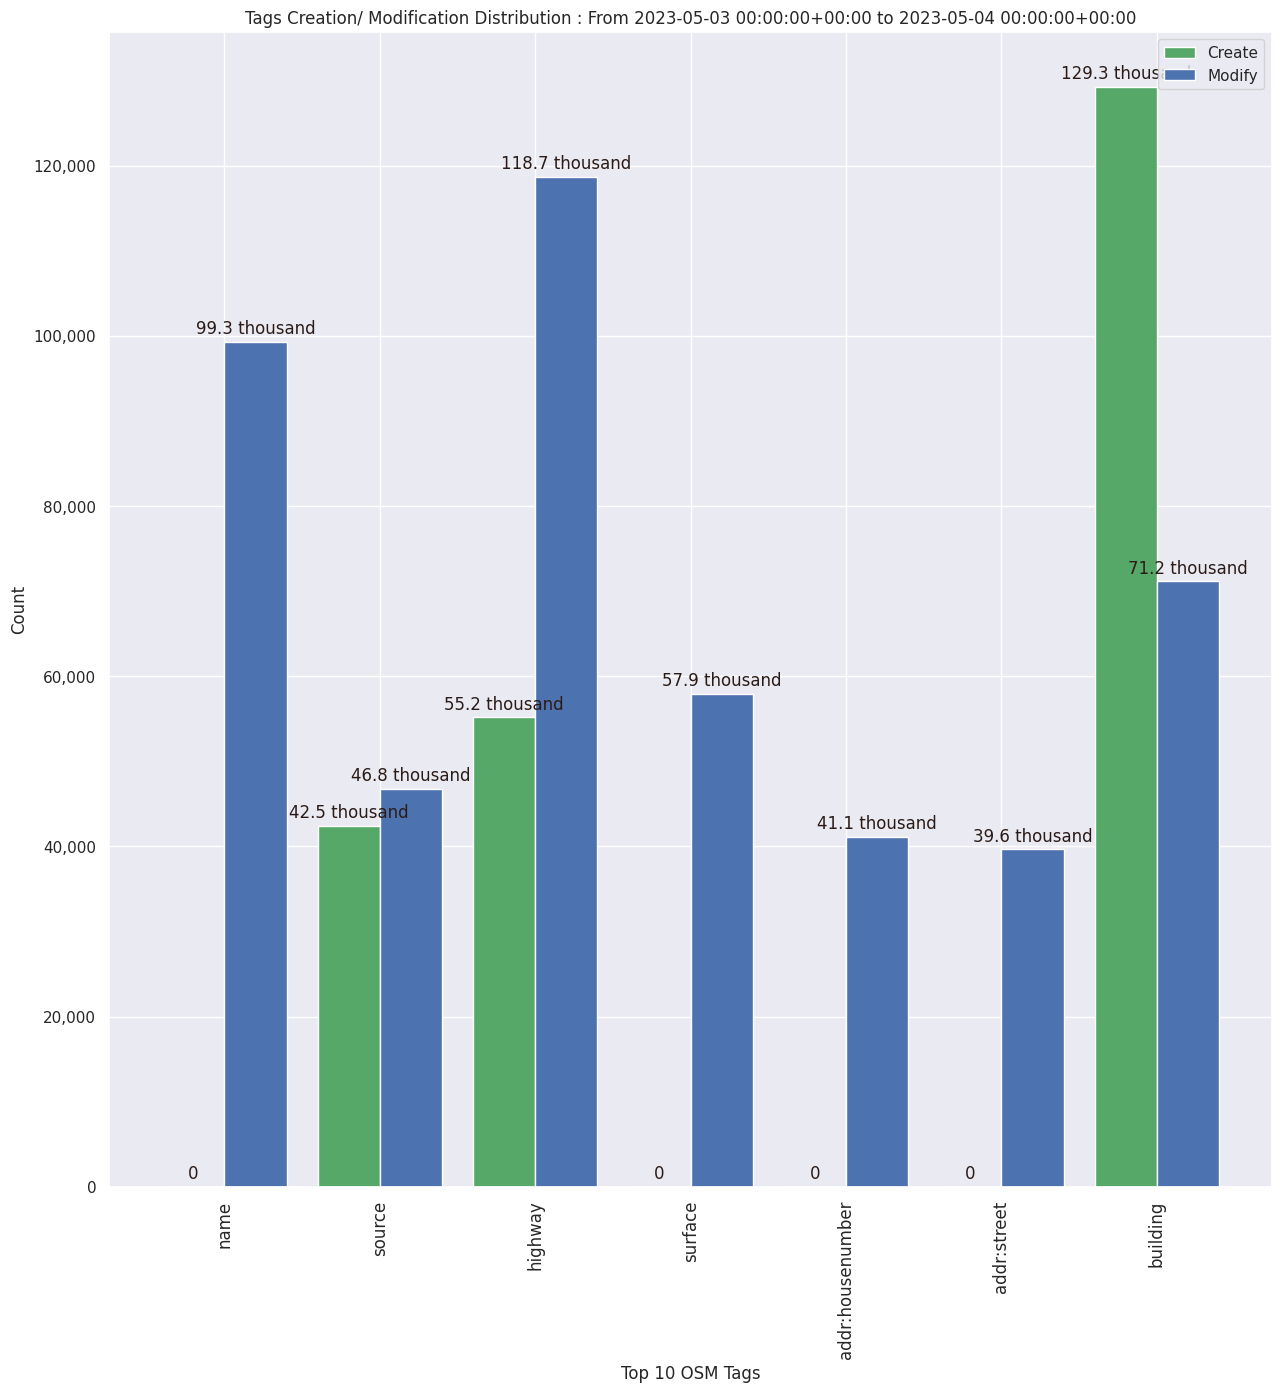 Tags Creation/ Modification Distribution : From 2023-05-03 00:00:00+00:00 to 2023-05-04 00:00:00+00:00
Create
Modify
129.3
120,000
118.7 thousand
100,000
99.3 thousand
80,000
71.2 thousand
60,000
57.9 thousand
55.2 thousand
46.8 thousand
42.5 thousand
40,000
41.1 thousand
39.6 thousand
20,000
0
0
0
0
0
Count
name
source
highway
surface
addr:housenumber
addr:street
building
Top 10 OSM Tags